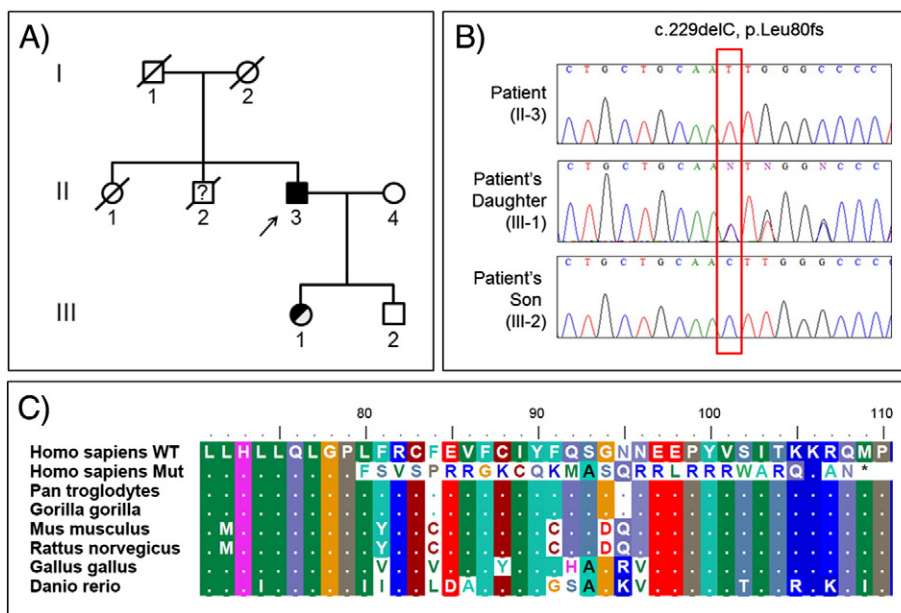 A)
I
1 2
II
?
1 2 3 4
III
1 2
B)
c.229delC, p.Leu80fs
C T G C T G C A A T T G G G C C C C
Patient
(II-3)
C T G C T G C A A N T N G G N C C C
Patient's
Daughter
(III-1)
C T G C T G C A A C T T G G G C C C
Patient's
Son
(III-2)
C)
80 90 100 110
Homo sapiens WT L L H L L Q L G P L F R C F E V F C I Y F Q S G N N E E P Y V S I T K K R Q M P
Homo sapiens Mut F S V S P R R G K C Q K M A S Q R R L R R R W A R Q . A N *
Pan troglodytes
Gorilla gorilla
Mus musculus M Y C C D Q
Rattus norvegicus M Y C C D Q
Gallus gallus V V Y H A R V
Danio rerio I I I L D A G S A K V T R K I